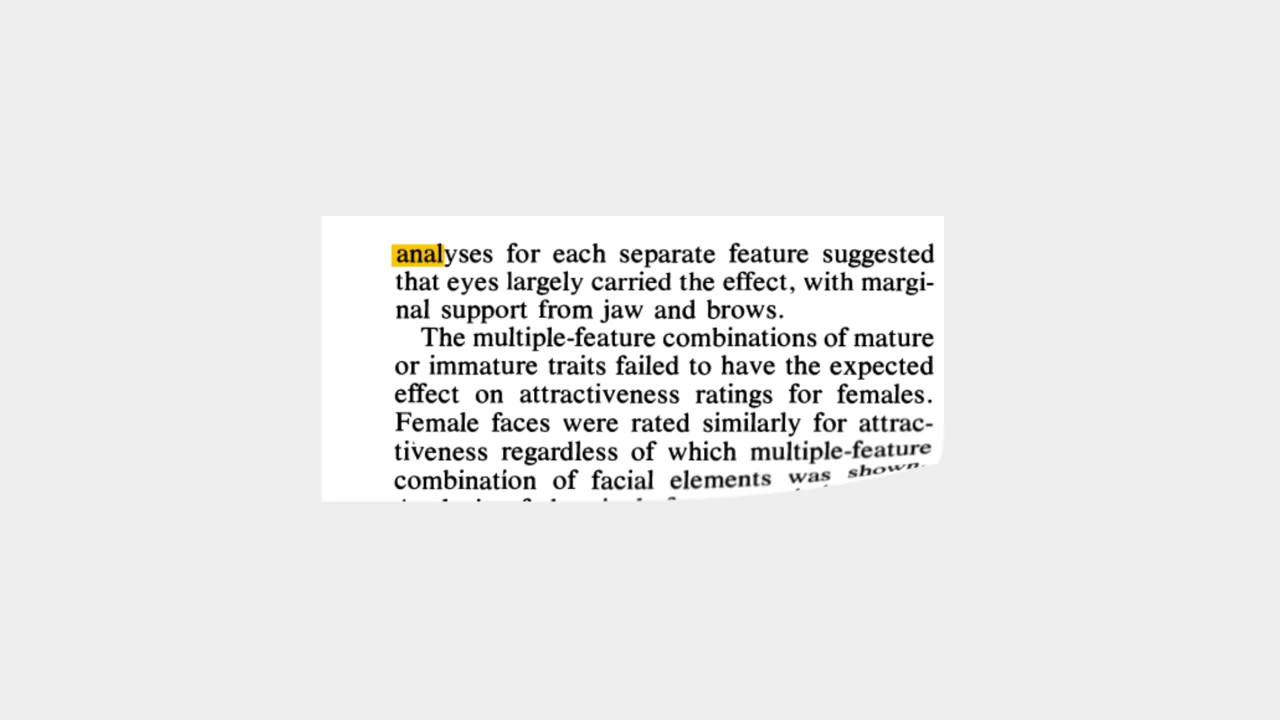 analyses for each separate feature suggested
that eyes largely carried the effect, with margi-
nal support from jaw and brows.
The multiple-feature combinations of mature
or immature traits failed to have the expected
effect on attractiveness ratings for females.
Female faces were rated similarly for attrac-
tiveness regardless of which multiple-feature
combination of facial elements was shown.